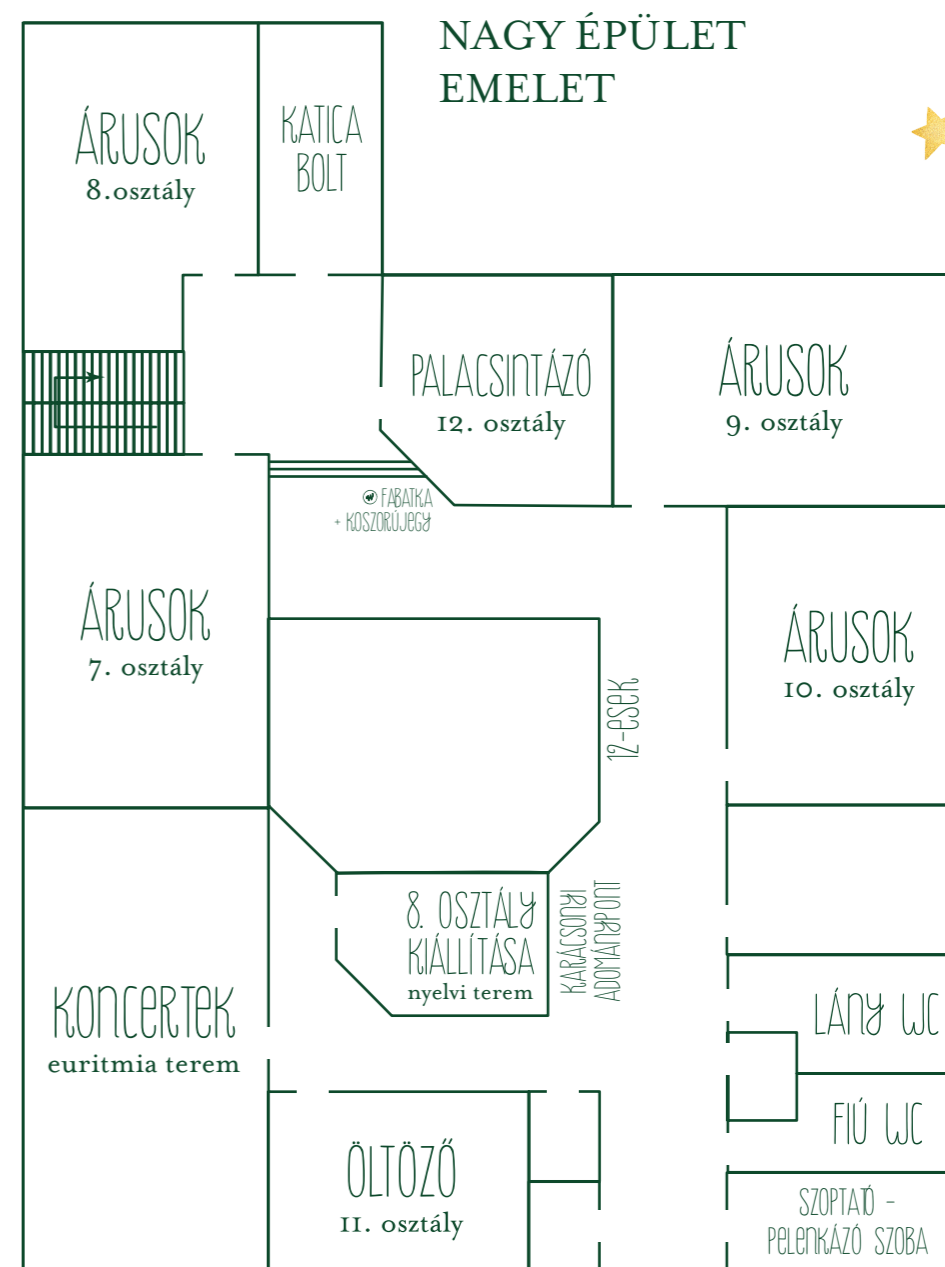 NAGY ÉPÜLET
EMELET
ÁRUSOK
8.osztály
KATICA
BOLT
PALACSINTÁZÓ
12. osztály
ÁRUSOK
9. osztály
FABATKA
+ KOSZORÚJEGY
ÁRUSOK
7. osztály
ÁRUSOK
10. osztály
12-ESEK
8. OSZTÁLY
KIÁLLÍTÁSA
nyelvi terem
KARÁCSONYI
ADOMÁNYPONT
KONCERTEK
euritmia terem
LÁNY WC
FIÚ WC
ÖLTÖZŐ
11. osztály
SZOPTATÓ -
PELENKÁZÓ SZOBA